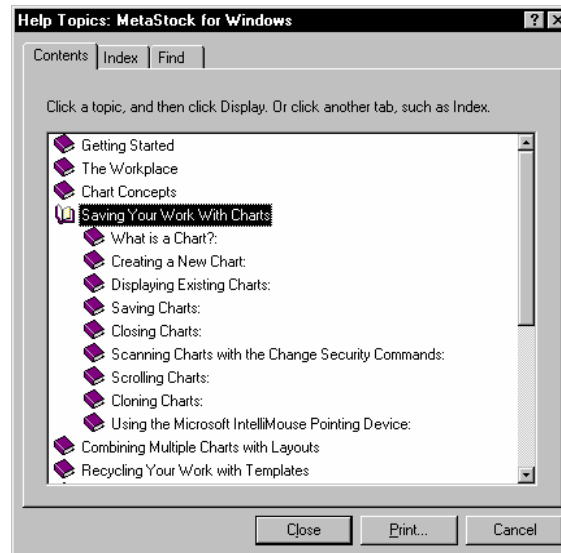 Help Topics: MetaStock for Windows
Contents Index Find
Click a topic, and then click Display. Or click another tab, such as Index.
Getting Started
The Workplace
Chart Concepts
Saving Your Work With Charts
What is a Chart?:
Creating a New Chart:
Displaying Existing Charts:
Saving Charts:
Closing Charts:
Scanning Charts with the Change Security Commands:
Scrolling Charts:
Cloning Charts:
Using the Microsoft IntelliMouse Pointing Device:
Combining Multiple Charts with Layouts
Recycling Your Work with Templates
Close Print... Cancel